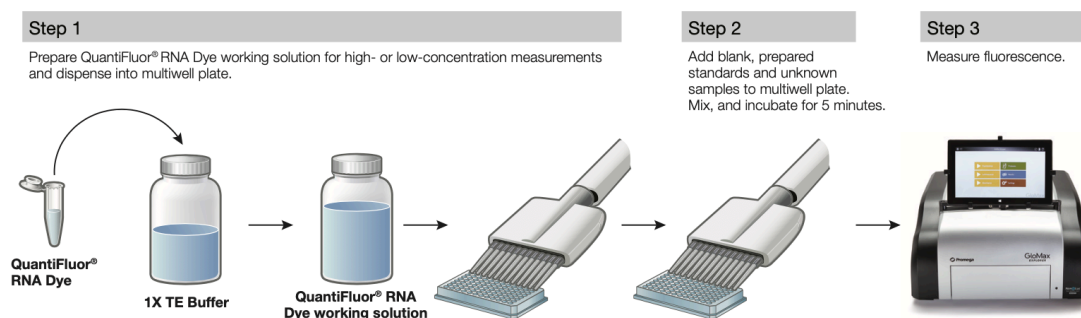 Step 1
Prepare QuantiFluor® RNA Dye working solution for high- or low-concentration measurements
and dispense into multiwell plate.
Step 2
Add blank, prepared
standards and unknown
samples to multiwell plate.
Mix, and incubate for 5 minutes.
Step 3
Measure fluorescence.
QuantiFluor®
RNA Dye
1X TE Buffer
QuantiFluor® RNA
Dye working solution
Promega
GloMax